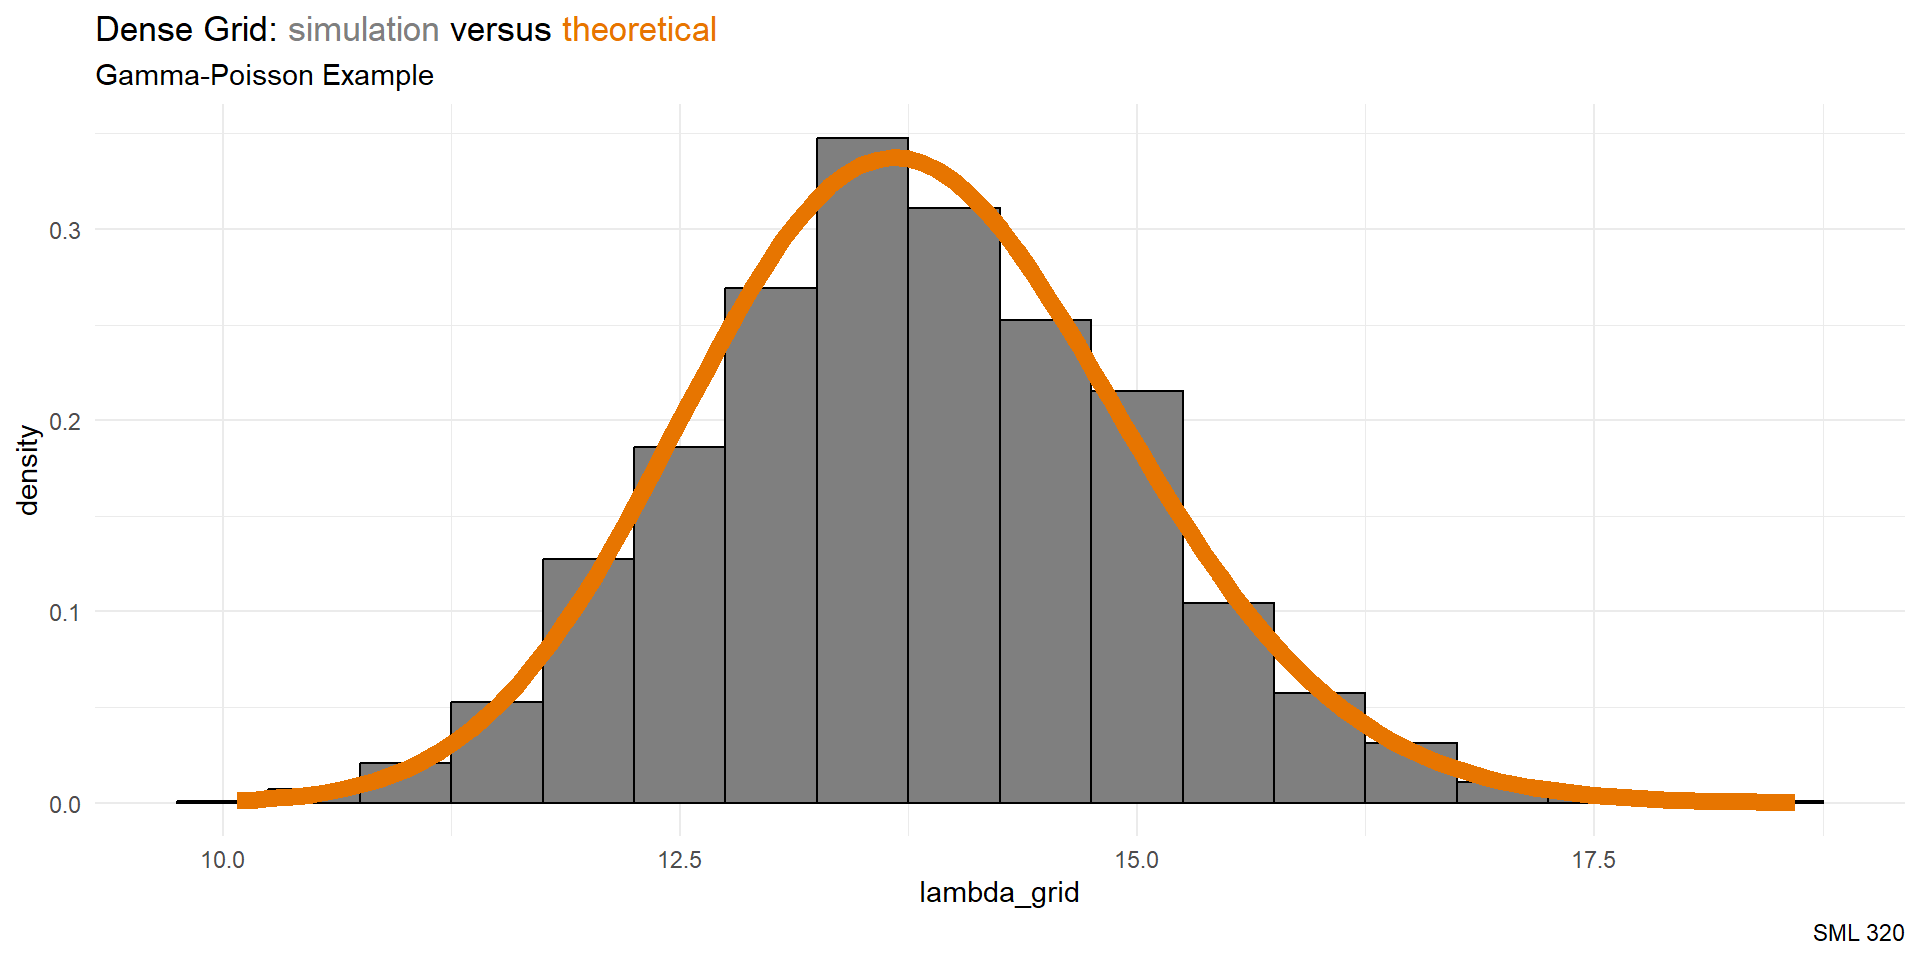 Dense Grid: simulation versus theoretical
Gamma-Poisson Example
density
0.3
0.2
0.1
0.0
10.0 12.5 15.0 17.5
lambda_grid
SML 320